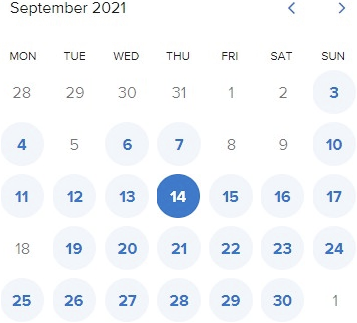 September 2021
MON TUE WED THU FRI SAT SUN
28 29 30 31 1 2 3
4 5 6 7 8 9 10
11 12 13 14 15 16 17
18 19 20 21 22 23 24
25 26 27 28 29 30 1